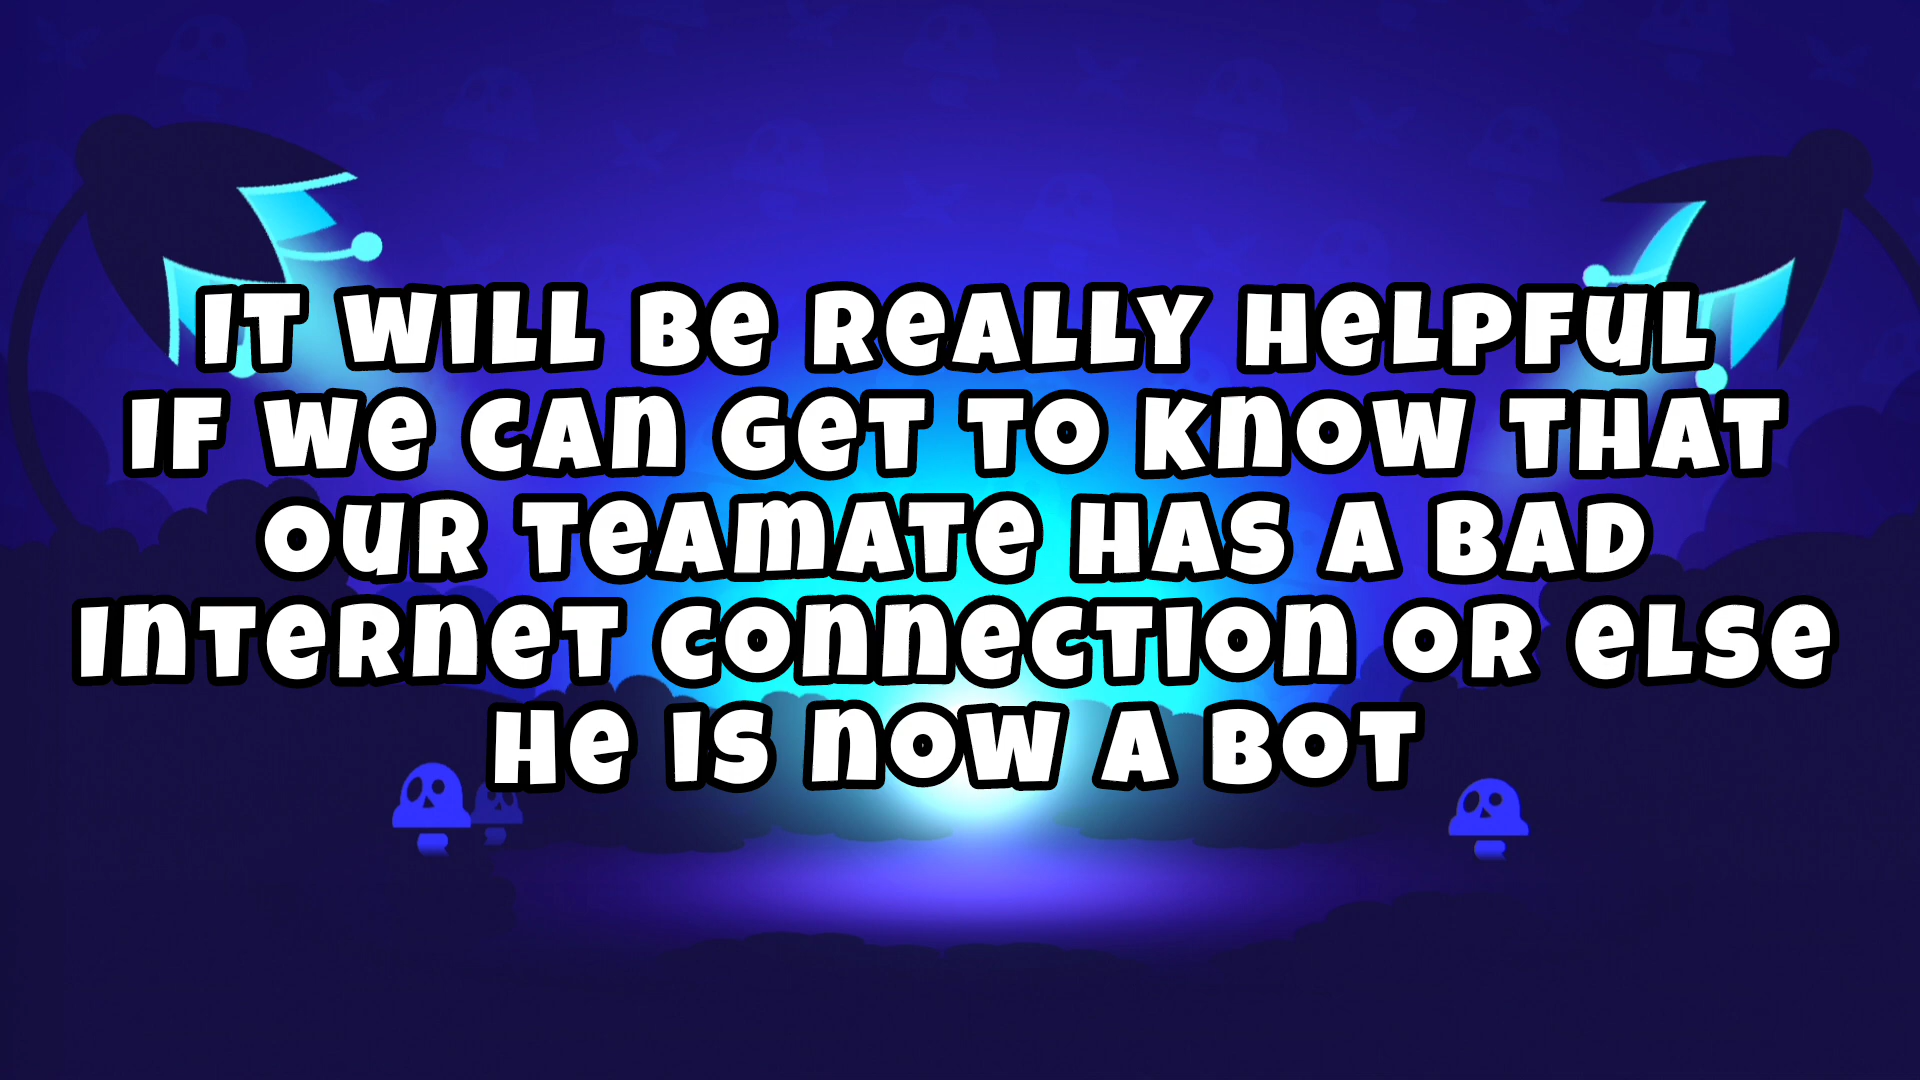 IT WILL BE REALLY HELPFUL
IF WE CAN GET TO KNOW THAT
OUR TEAMATE HAS A BAD
INTERNET CONNECTION OR ELSE
HE IS NOW A BOT